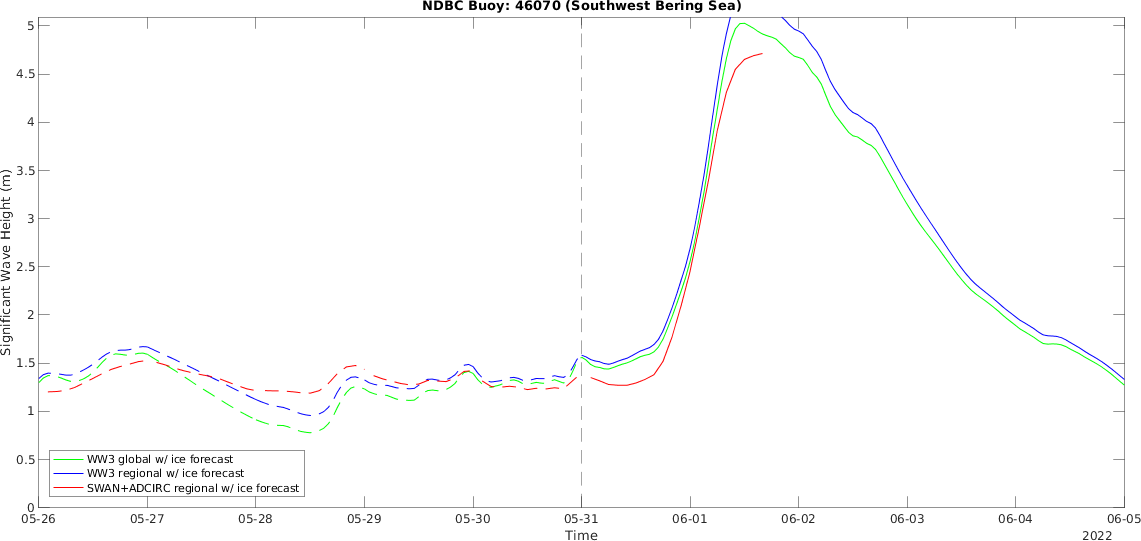 NDBC Buoy: 46070 (Southwest Bering Sea)
5
4.5
4
3.5
3
2.5
2
1.5
1
0.5
0
Significant Wave Height (m)
WW3 global w/ ice forecast
WW3 regional w/ ice forecast
SWAN+ADCIRC regional w/ ice forecast
05-26 05-27 05-28 05-29 05-30 05-31 06-01 06-02 06-03 06-04 06-05
Time
2022